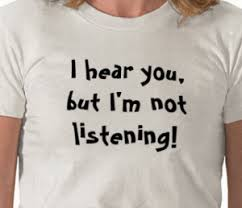 I hear you,
but I'm not
listening!